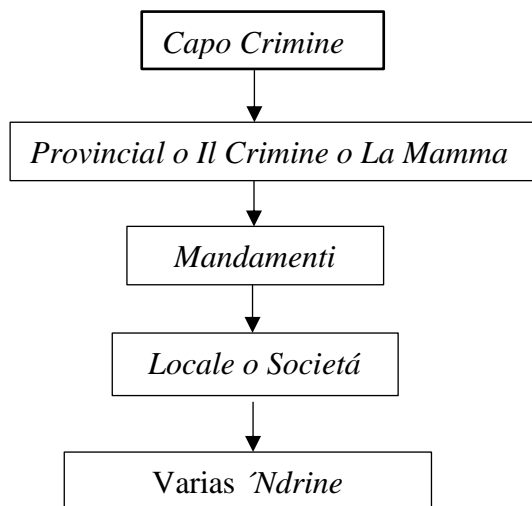 Capo Crimine
Provincial o Il Crimine o La Mamma
Mandamenti
Locale o Societá
Varias ´Ndrine